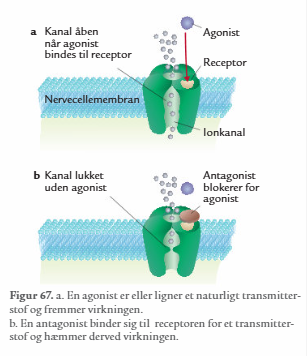 a Kanal åben
når agonist
bindes til receptor
Agonist
Receptor
Nervecellemembran
Ionkanal
b Kanal lukket
uden agonist
Antagonist
blokerer for
agonist
Figur 67. a. En agonist er eller ligner et naturligt transmitter-
stof og fremmer virkningen.
b. En antagonist binder sig til receptoren for et transmitter-
stof og hæmmer derved virkningen.